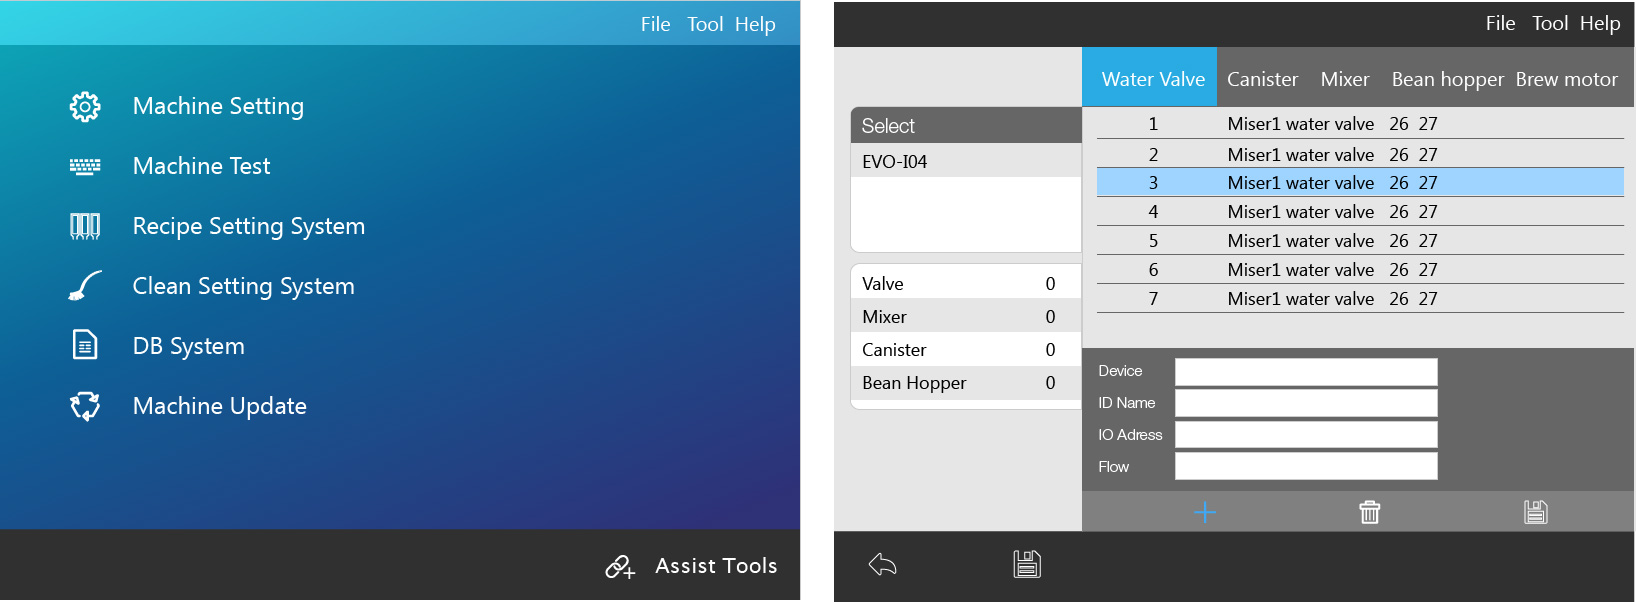 File Tool Help
Machine Setting
Machine Test
Recipe Setting System
Clean Setting System
DB System
Machine Update
Assist Tools
File Tool Help
Water Valve Canister Mixer Bean hopper Brew motor
Select
EVO-I04
Valve 0
Mixer 0
Canister 0
Bean Hopper 0
1 Miser1 water valve 26 27
2 Miser1 water valve 26 27
3 Miser1 water valve 26 27
4 Miser1 water valve 26 27
5 Miser1 water valve 26 27
6 Miser1 water valve 26 27
7 Miser1 water valve 26 27
Device
ID Name
IO Adress
Flow